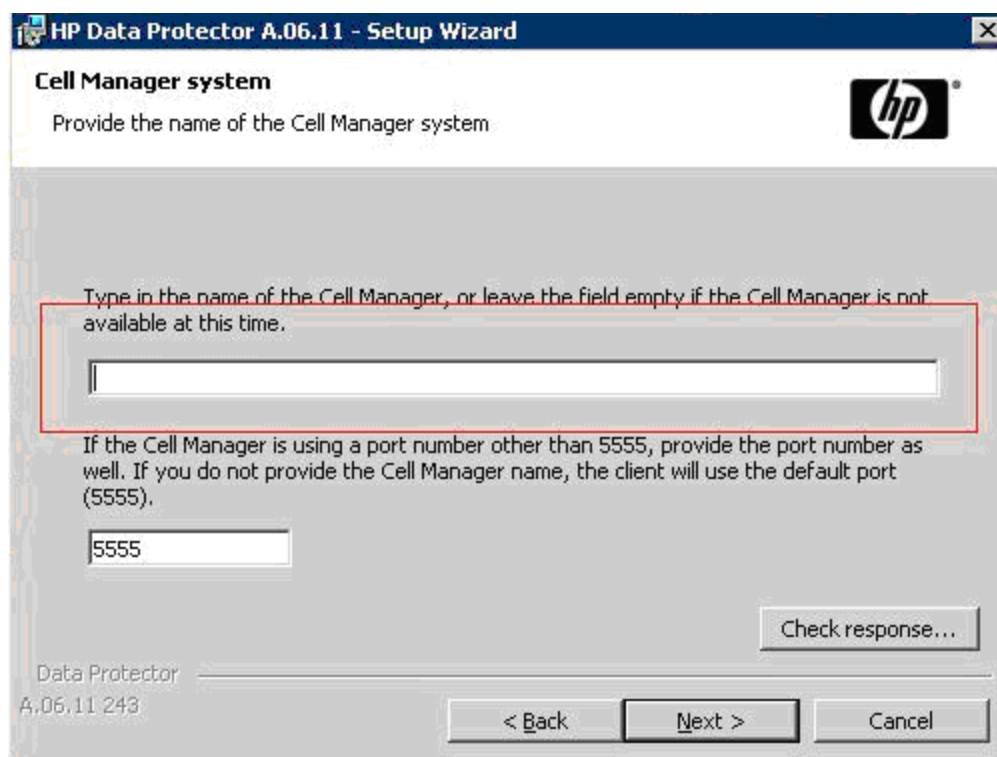 HP Data Protector A.06.11 - Setup Wizard
Cell Manager system
Provide the name of the Cell Manager system
hp
Type in the name of the Cell Manager, or leave the field empty if the Cell Manager is not
available at this time.
If the Cell Manager is using a port number other than 5555, provide the port number as
well. If you do not provide the Cell Manager name, the client will use the default port
(5555).
5555
Check response...
Data Protector
A.06.11 243
< Back
Next >
Cancel